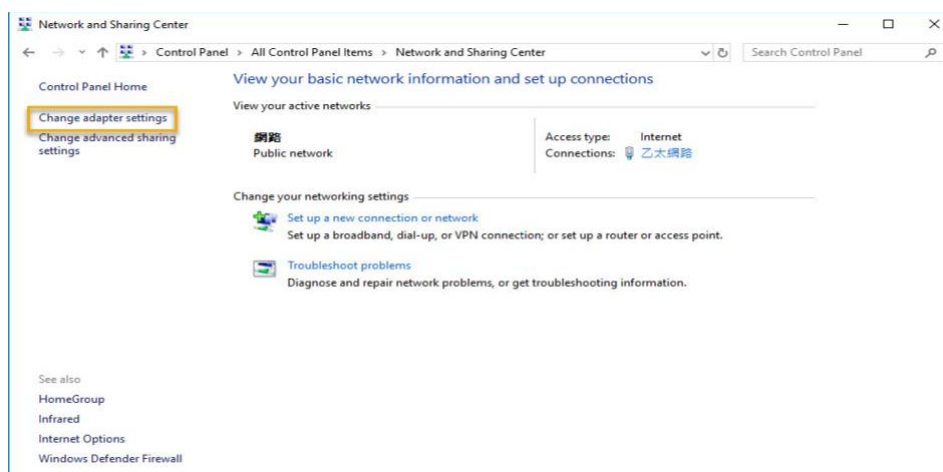 Network and Sharing Center
Control Panel > All Control Panel Items > Network and Sharing Center
Search Control Panel
Control Panel Home
Change adapter settings
Change advanced sharing
settings
View your basic network information and set up connections
View your active networks
網路
Public network
Access type: Internet
Connections: 乙太網路
Change your networking settings
Set up a new connection or network
Set up a broadband, dial-up, or VPN connection; or set up a router or access point.
Troubleshoot problems
Diagnose and repair network problems, or get troubleshooting information.
See also
HomeGroup
Infrared
Internet Options
Windows Defender Firewall